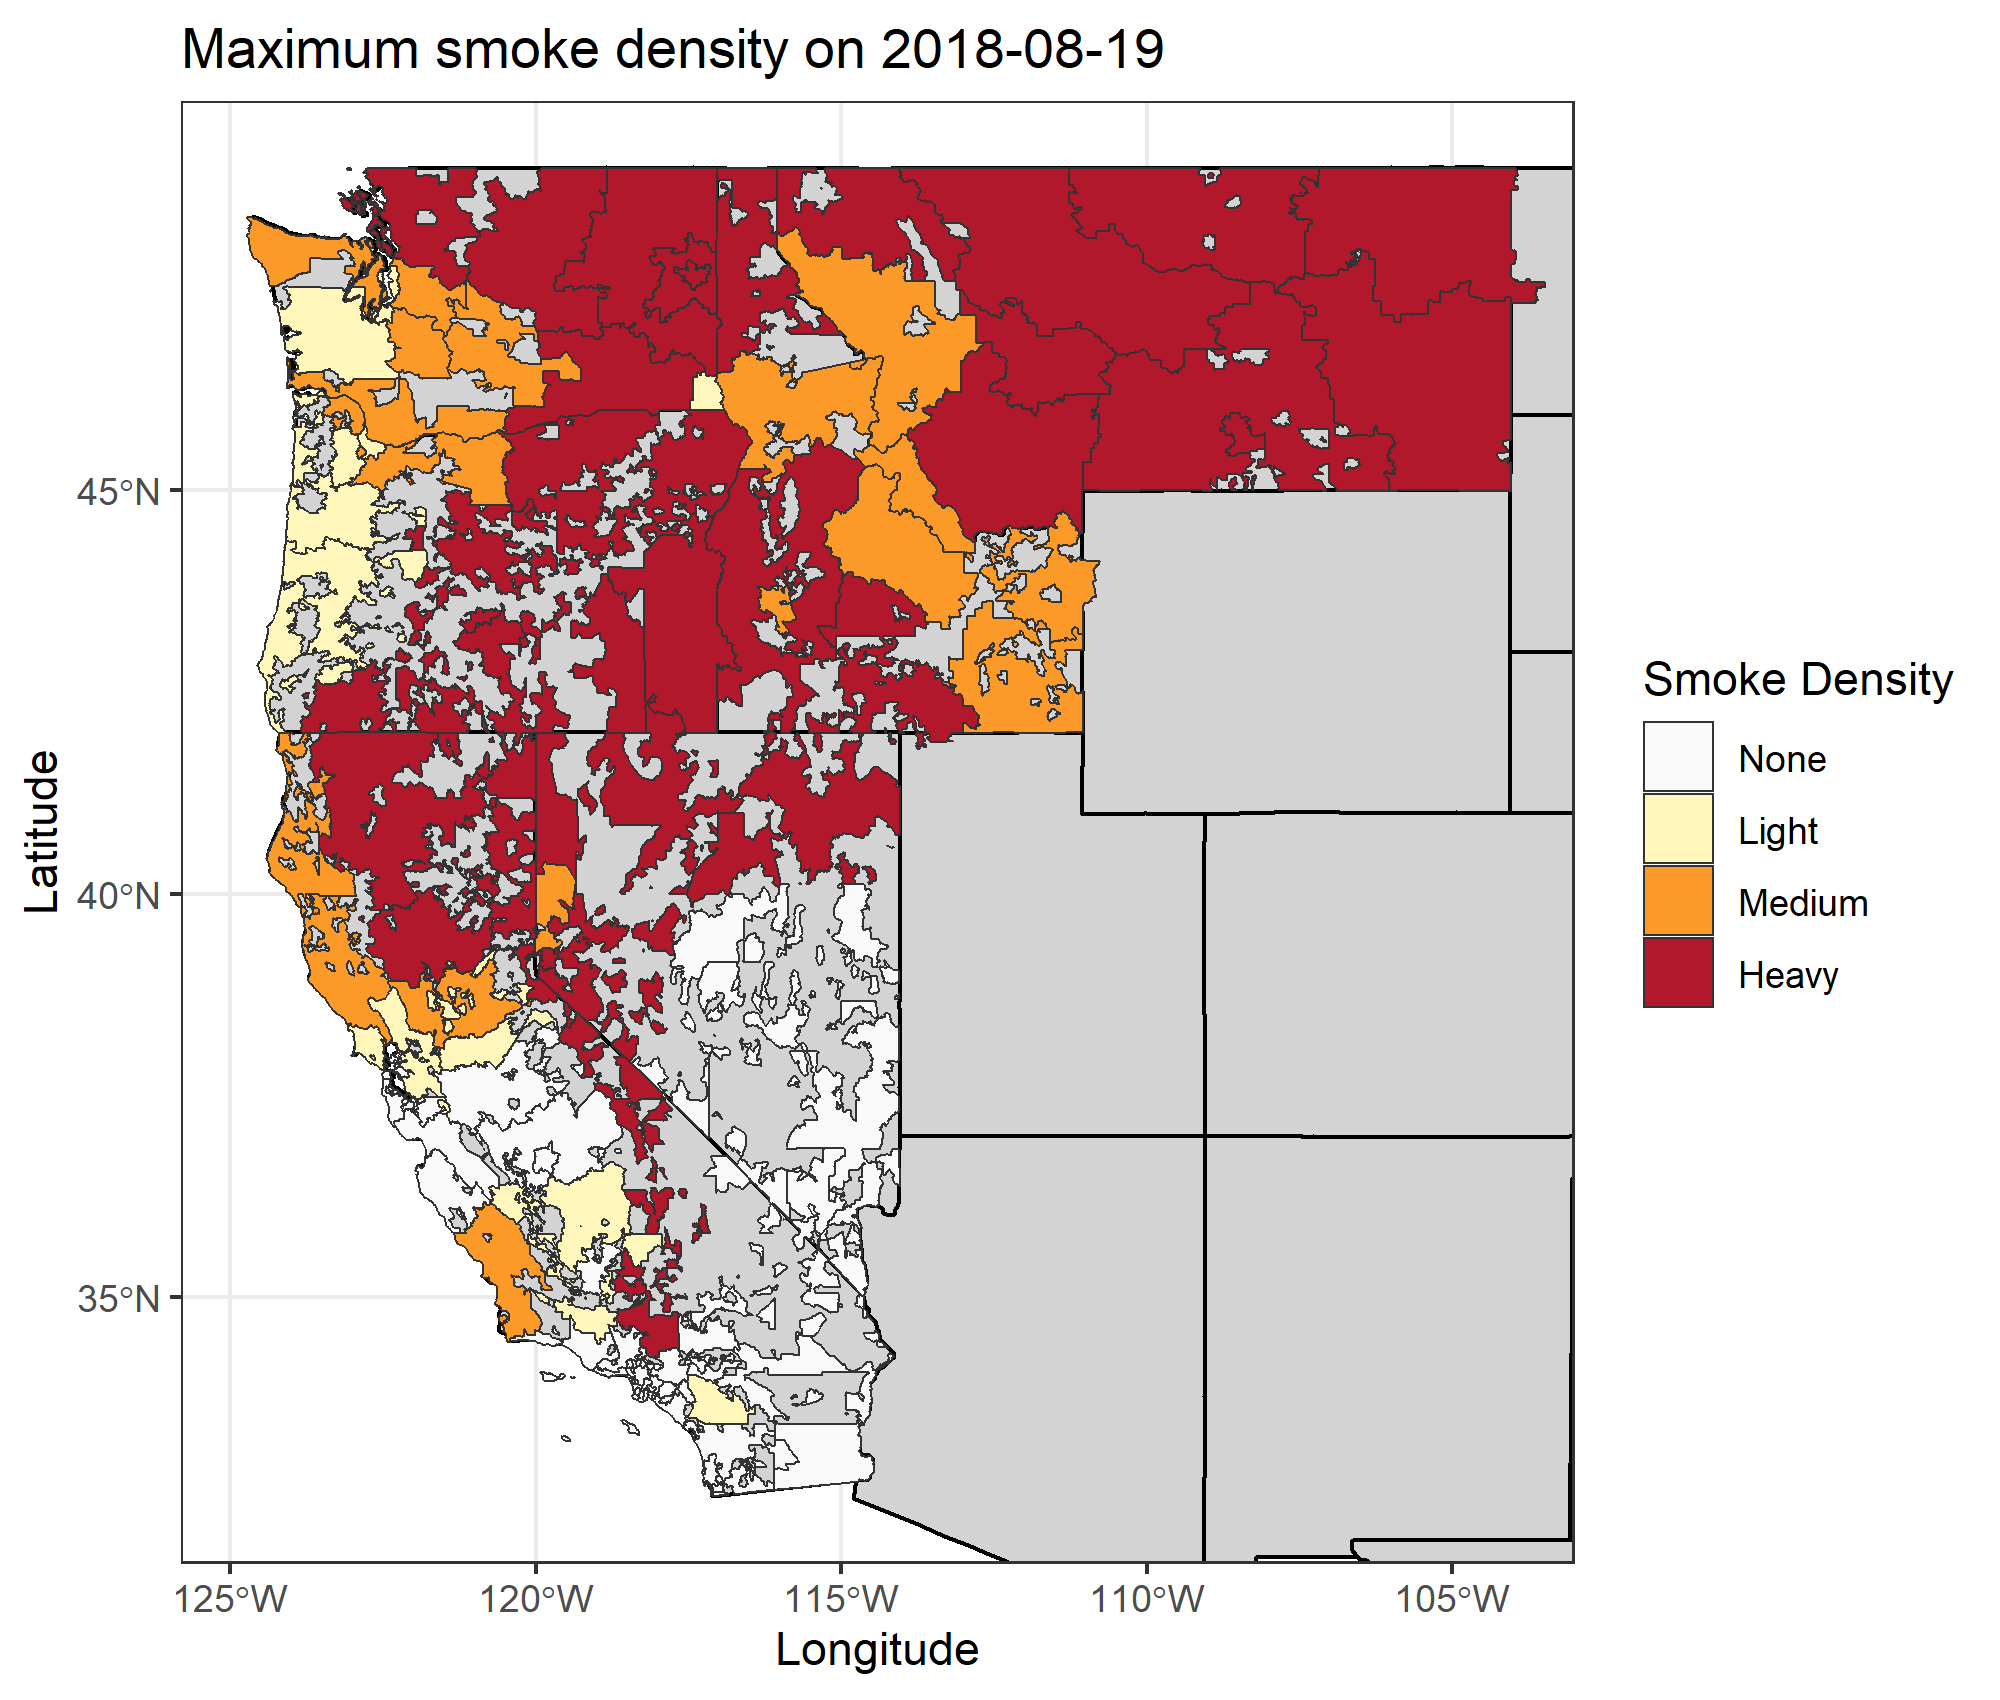 Maximum smoke density on 2018-08-19
45°N
40°N
35°N
Latitude
125°W
120°W
115°W
110°W
105°W
Longitude
Smoke Density
None
Light
Medium
Heavy